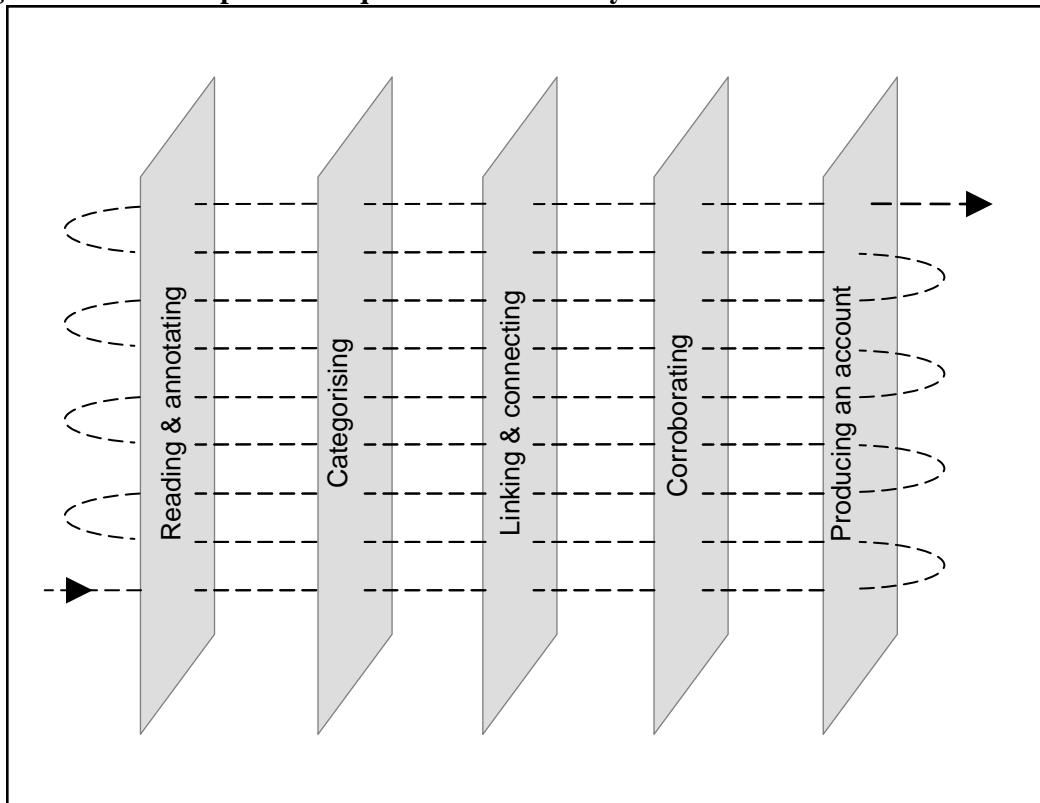 Reading & annotating
Categorising
Linking & connecting
Corroborating
Producing an account